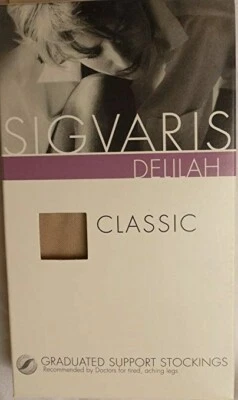 SIGVARIS
DELILAH
CLASSIC
GRADUATED SUPPORT STOCKINGS
Recommended by Doctors for tired, aching legs